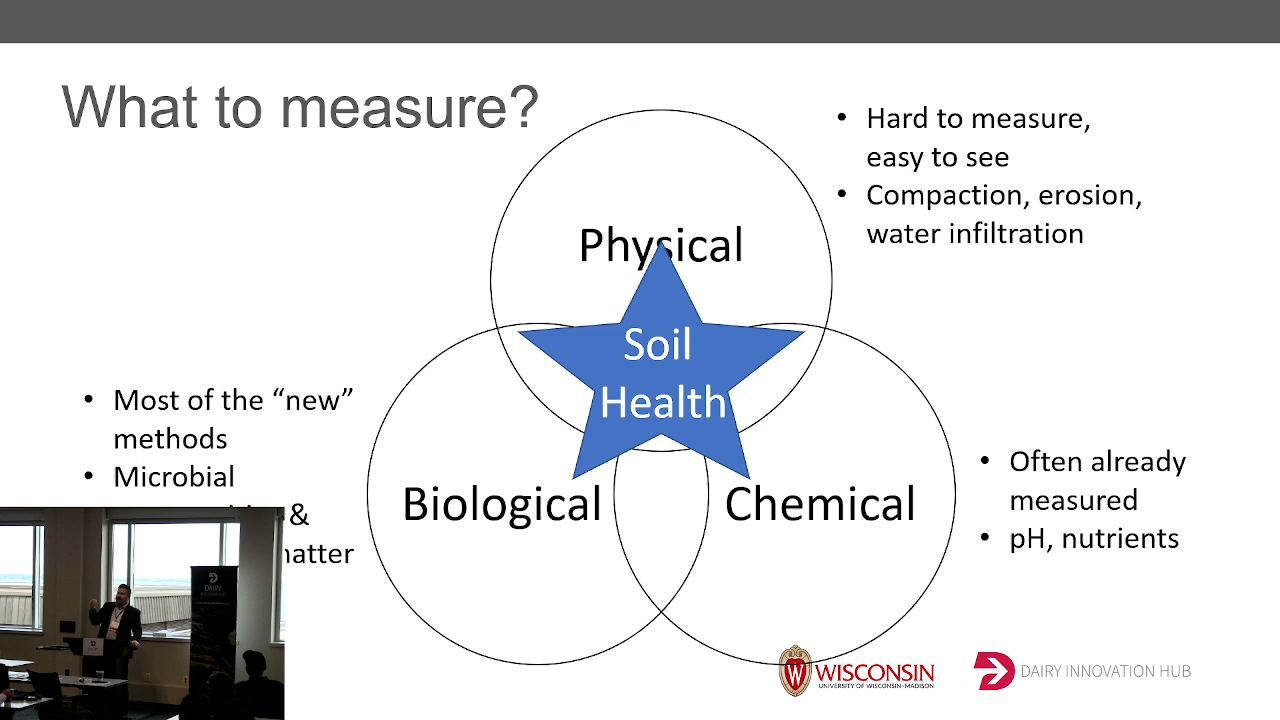 What to measure?
• Hard to measure,
easy to see
• Compaction, erosion,
water infiltration
Physical
Soil
Health
• Most of the “new”
methods
• Microbial
&
Biological
Chemical
• Often already
measured
• pH, nutrients
DAIRY
WISCONSIN
UNIVERSITY OF WISCONSIN–MADISON
DAIRY INNOVATION HUB